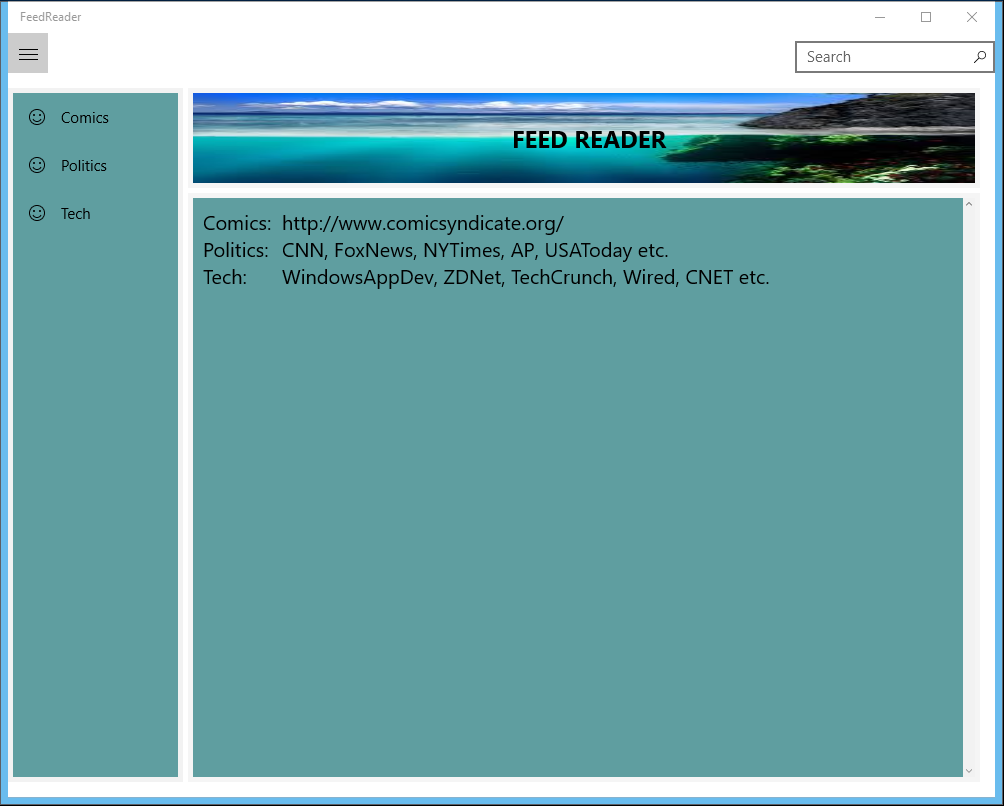 FeedReader
Search
Comics
Politics
Tech
FEED READER
Comics: http://www.comicsyndicate.org/
Politics: CNN, FoxNews, NYTimes, AP, USAToday etc.
Tech: WindowsAppDev, ZDNet, TechCrunch, Wired, CNET etc.